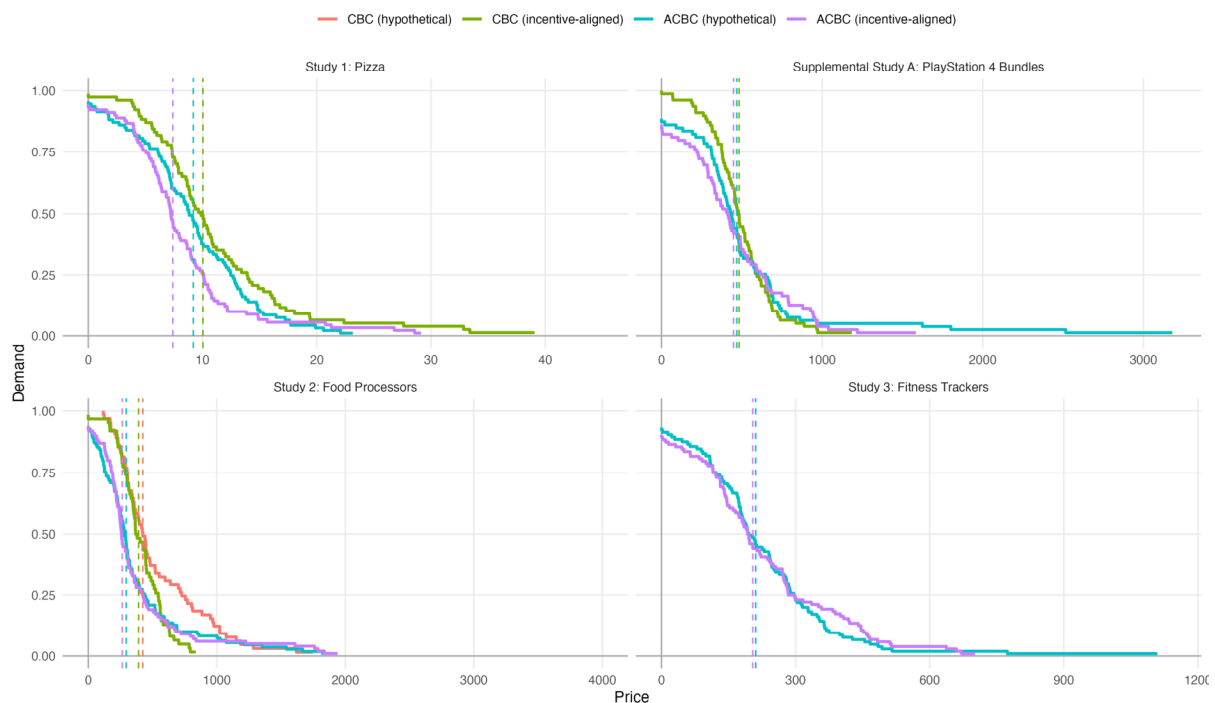 CBC (hypothetical) CBC (incentive-aligned) ACBC (hypothetical) ACBC (incentive-aligned)
Study 1: Pizza
1.00
0.75
0.50
0.25
0.00
0 10 20 30 40
Supplemental Study A: PlayStation 4 Bundles
0 1000 2000 3000
Demand
Study 2: Food Processors
1.00
0.75
0.50
0.25
0.00
0 1000 2000 3000 4000
Study 3: Fitness Trackers
0 300 600 900 1200
Price